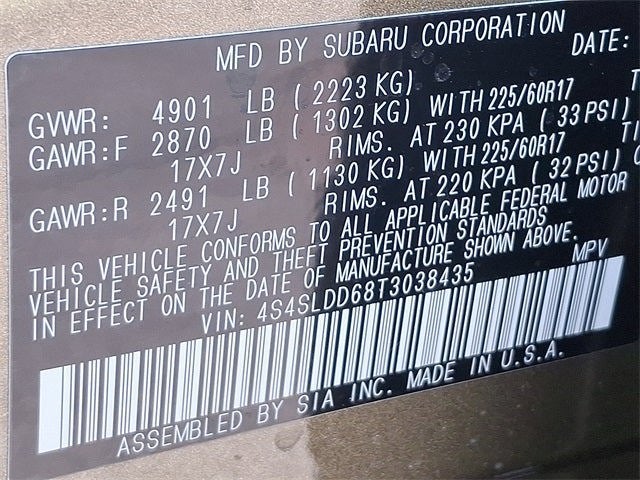 MFD BY SUBARU CORPORATION DATE:
GVWR: 4901 LB ( 2223 KG)
GAWR:F 2870 LB ( 1302 KG) WITH 225/60R17
17X7J RIMS. AT 230 KPA ( 33 PSI)
GAWR:R 2491 LB ( 1130 KG) WITH 225/60R17
17X7J RIMS. AT 220 KPA ( 32 PSI)
THIS VEHICLE CONFORMS TO ALL APPLICABLE FEDERAL MOTOR
VEHICLE SAFETY AND THEFT PREVENTION STANDARDS
IN EFFECT ON THE DATE OF MANUFACTURE SHOWN ABOVE.
VIN: 4S4SLDD68T3038435 MPV
ASSEMBLED BY SIA INC. MADE IN U.S.A.